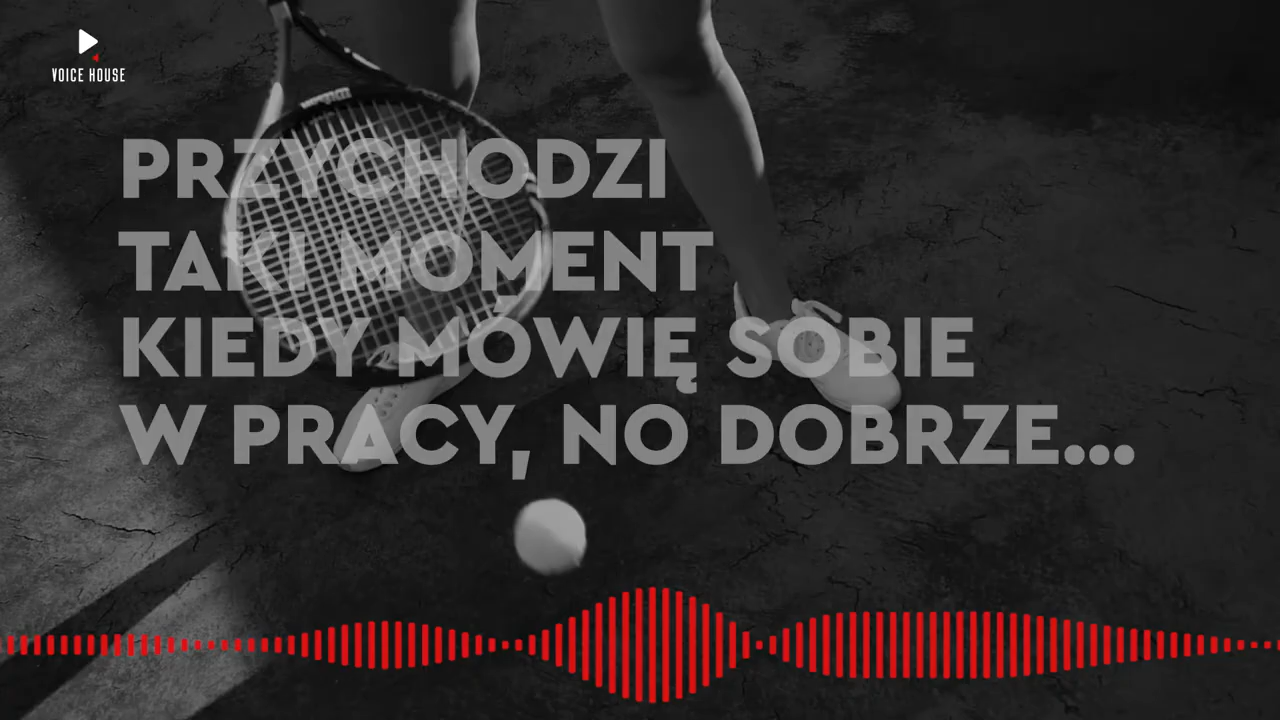 VOICE HOUSE
PRZYCHODZI
TAKI MOMENT
KIEDY MÓWIĘ SOBIE
W PRACY, NO DOBRZE...